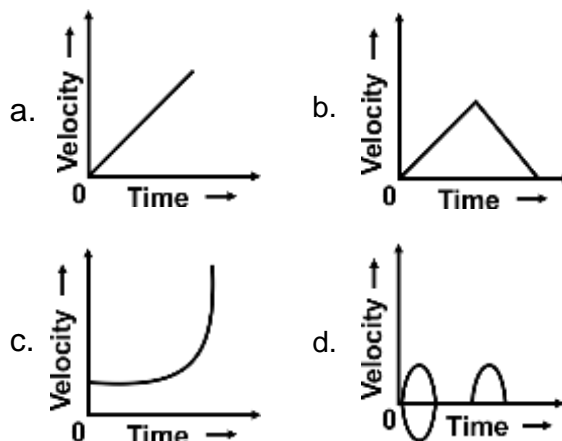 a.
Velocity →
0 Time →
b.
Velocity →
0 Time →
c.
Velocity →
0 Time →
d.
Velocity →
0 Time →